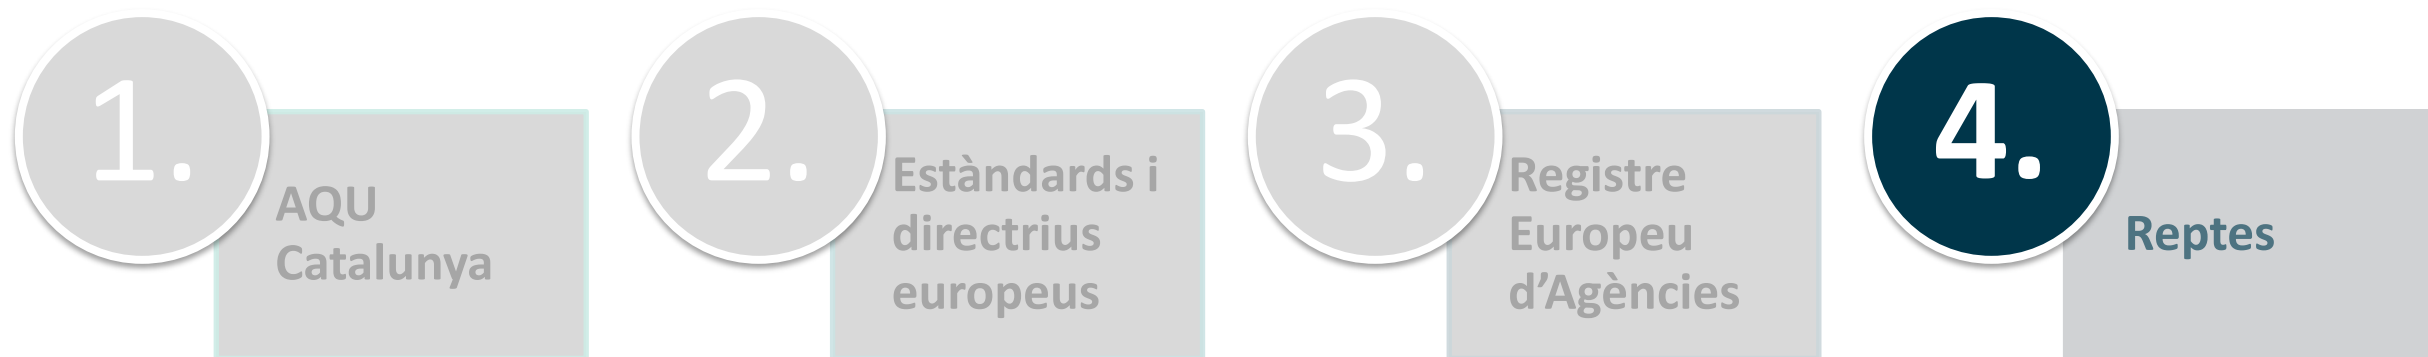 1.
AQU
Catalunya
2.
Estàndards i
directrius
europeus
3.
Registre
Europeu
d’Agències
4.
Reptes